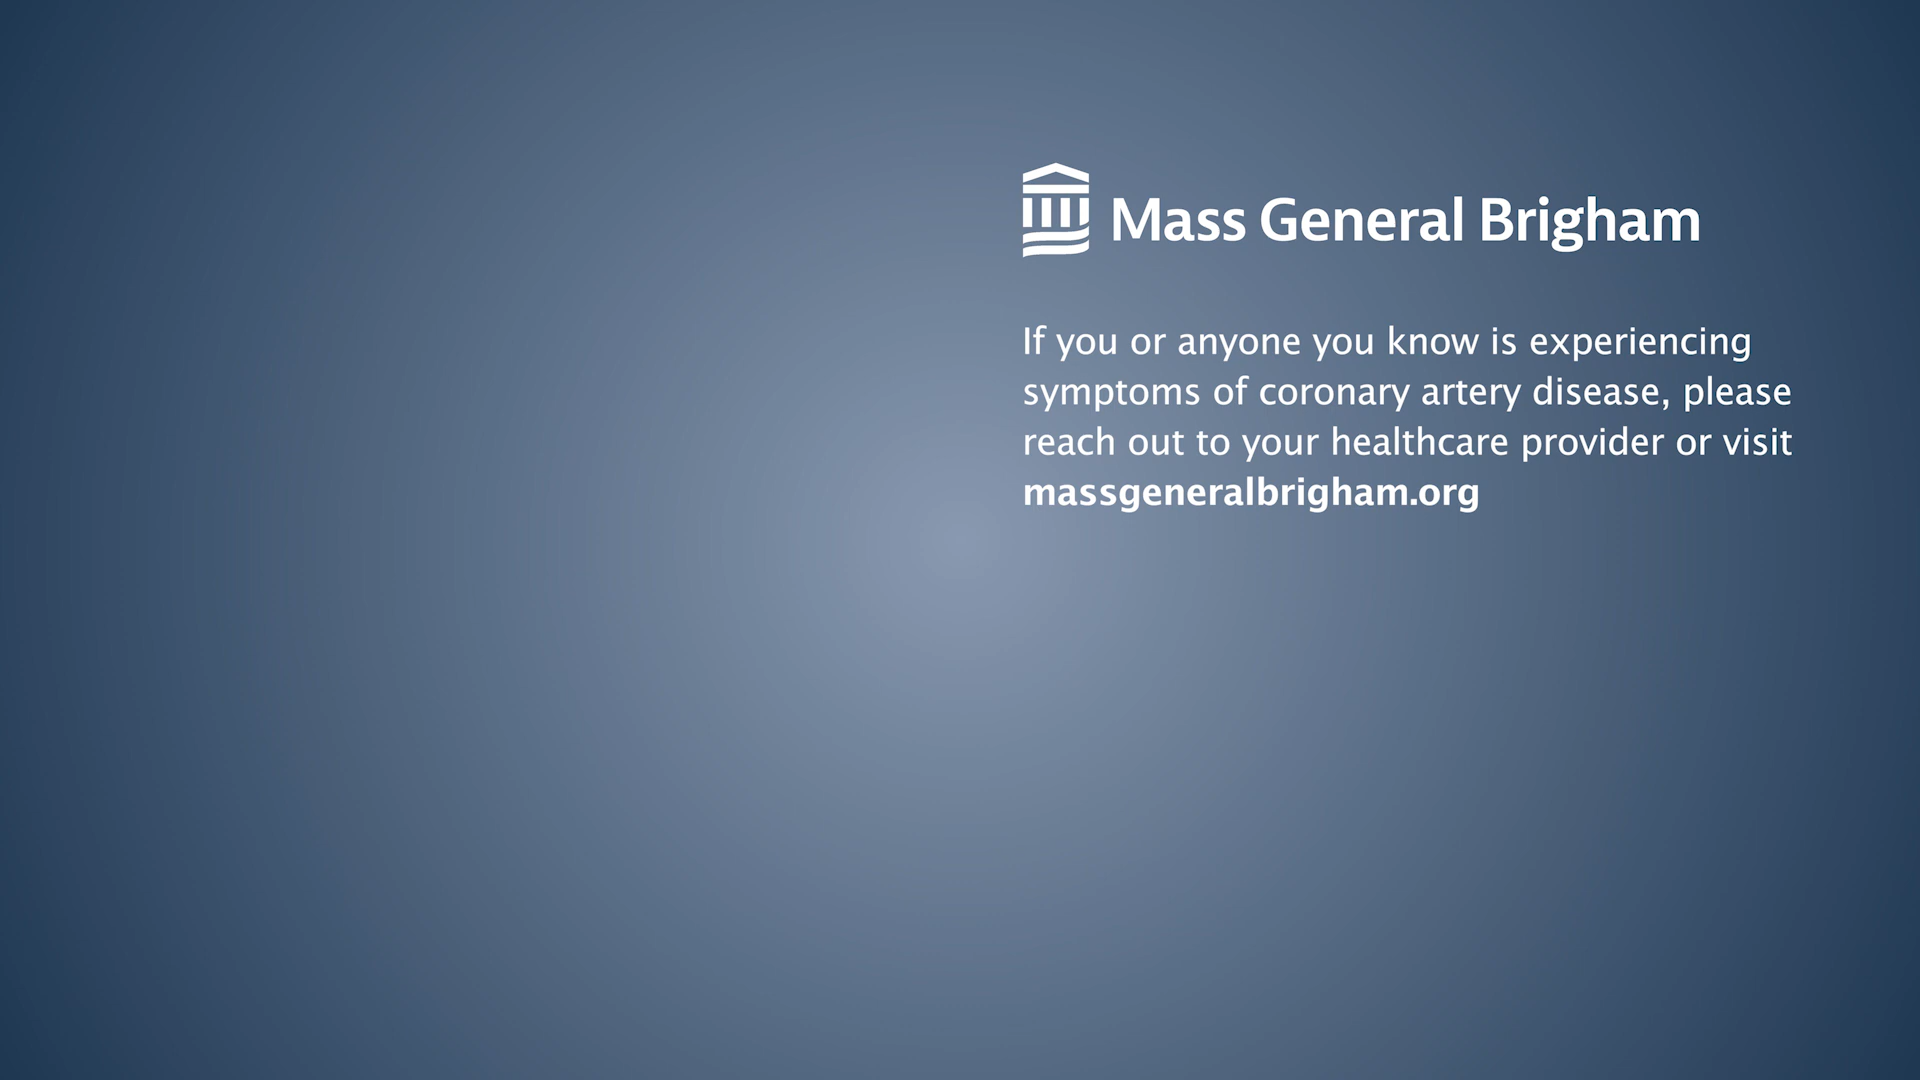 Mass General Brigham
If you or anyone you know is experiencing
symptoms of coronary artery disease, please
reach out to your healthcare provider or visit
massgeneralbrigham.org